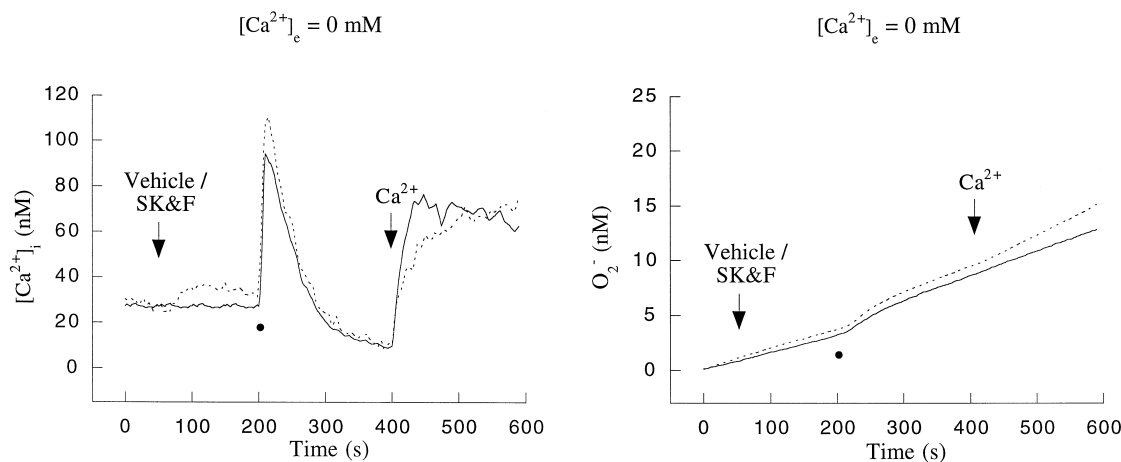 [Ca²⁺]ₑ = 0 mM
120
100
80
60
40
20
0
[Ca²⁺]ᵢ (nM)
Vehicle /
SK&F
Ca²⁺
0 100 200 300 400 500 600
Time (s)
[Ca²⁺]ₑ = 0 mM
25
20
15
10
5
0
O₂⁻ (nM)
Vehicle /
SK&F
Ca²⁺
0 100 200 300 400 500 600
Time (s)